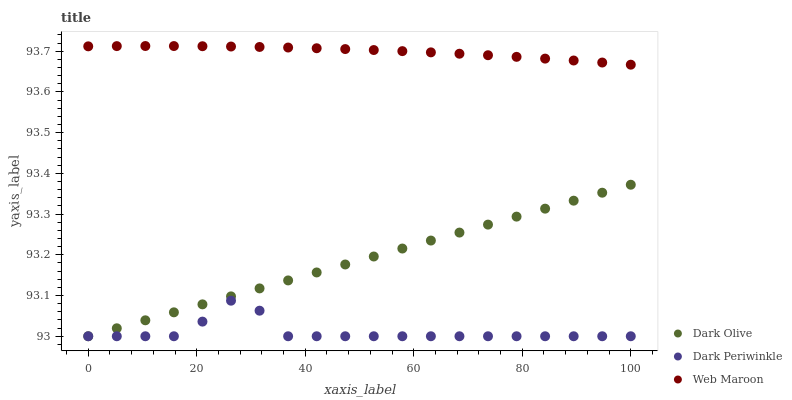 title
93.7
93.6
93.5
93.4
93.3
93.2
93.1
93
yaxis_label
0 20 40 60 80 100
xaxis_label
Dark Olive
Dark Periwinkle
Web Maroon